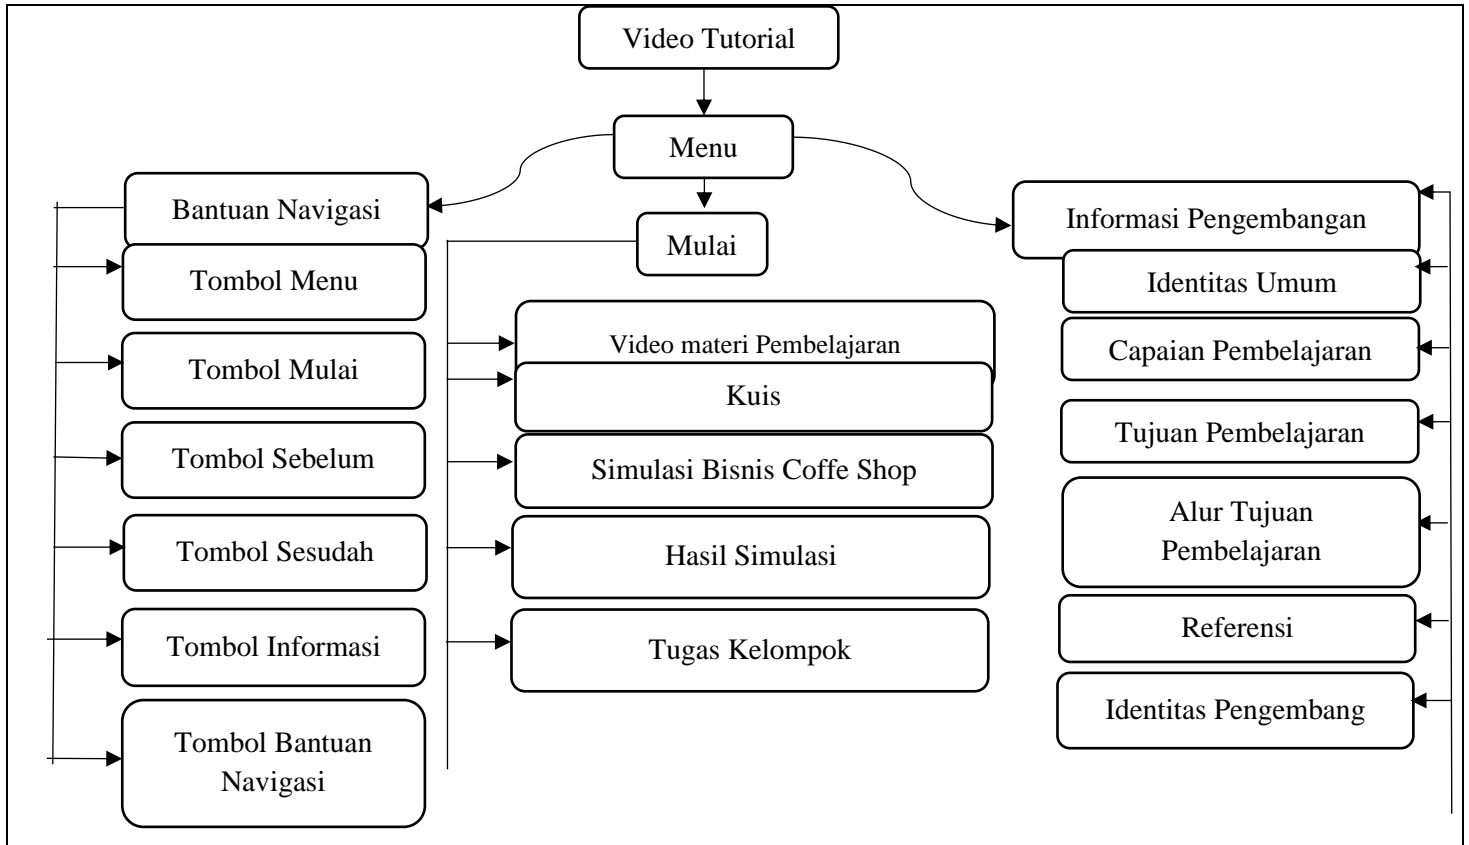 Video Tutorial
Menu
Bantuan Navigasi
Tombol Menu
Tombol Mulai
Tombol Sebelum
Tombol Sesudah
Tombol Informasi
Tombol Bantuan
Navigasi
Mulai
Video materi Pembelajaran
Kuis
Simulasi Bisnis Coffe Shop
Hasil Simulasi
Tugas Kelompok
Informasi Pengembangan
Identitas Umum
Capaian Pembelajaran
Tujuan Pembelajaran
Alur Tujuan
Pembelajaran
Referensi
Identitas Pengembang